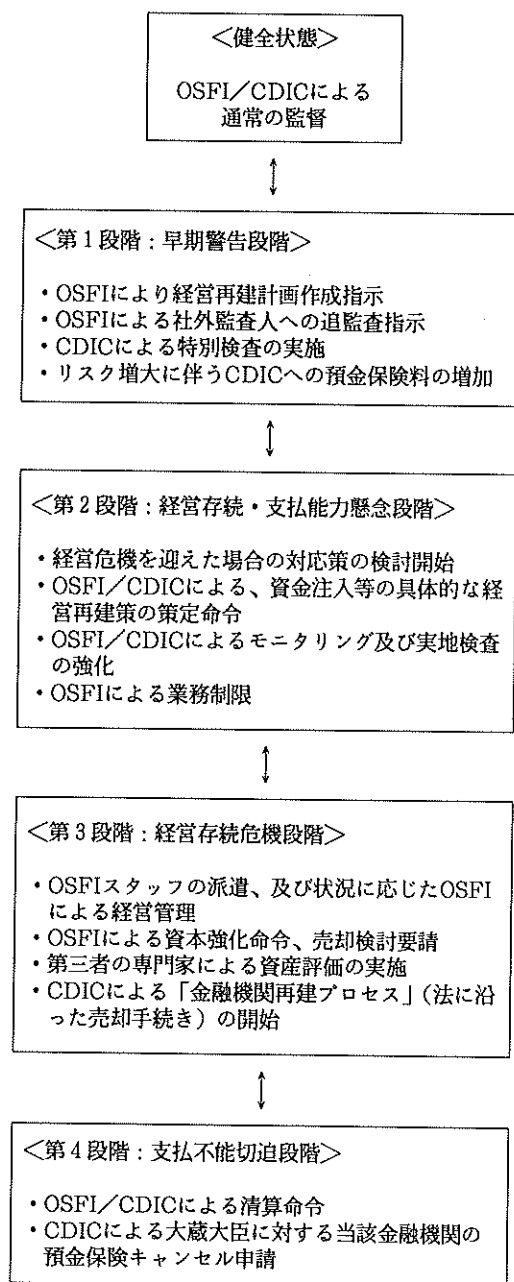 ＜健全状態＞
OSFI／CDICによる
通常の監督
＜第1段階：早期警告段階＞
・OSFIにより経営再建計画作成指示
・OSFIによる社外監査人への追監査指示
・CDICによる特別検査の実施
・リスク増大に伴うCDICへの預金保険料の増加
＜第2段階：経営存続・支払能力懸念段階＞
・経営危機を迎えた場合の対応策の検討開始
・OSFI／CDICによる、資金注入等の具体的な経
営再建策の策定命令
・OSFI／CDICによるモニタリング及び実地検査
の強化
・OSFIによる業務制限
＜第3段階：経営存続危機段階＞
・OSFIスタッフの派遣、及び状況に応じたOSFI
による経営管理
・OSFIによる資本強化命令、売却検討要請
・第三者の専門家による資産評価の実施
・CDICによる「金融機関再建プロセス」（法に沿
った売却手続き）の開始
＜第4段階：支払不能切迫段階＞
・OSFI／CDICによる清算命令
・CDICによる大蔵大臣に対する当該金融機関の
預金保険キャンセル申請